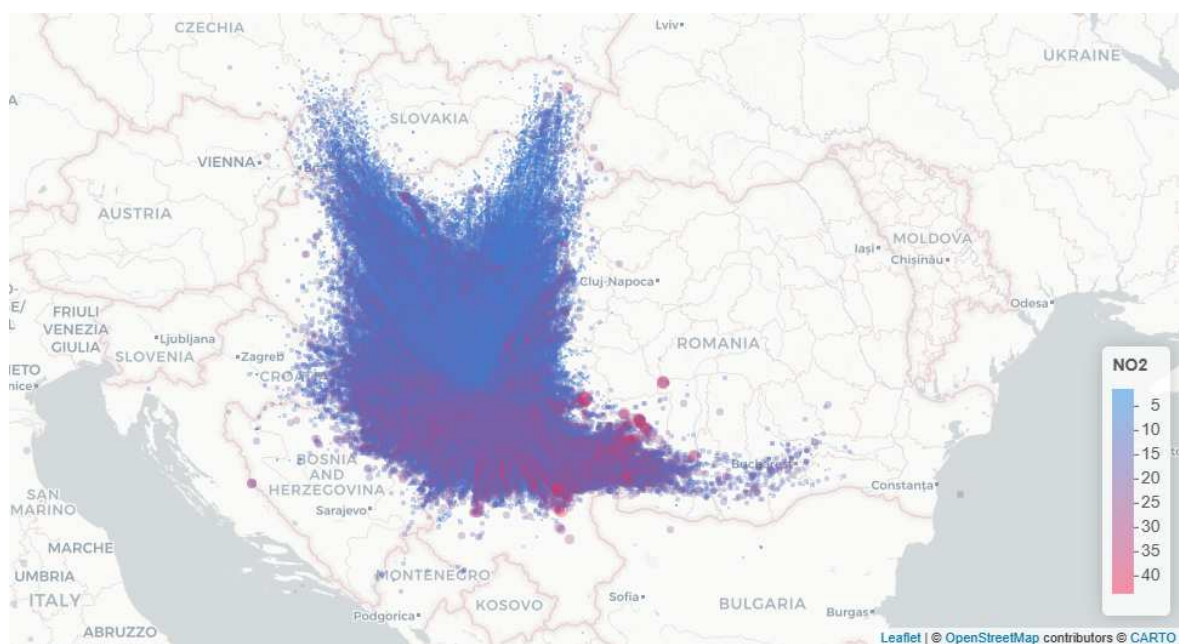 Lviv
CZECHIA
UKRAINE
SLOVAKIA
VIENNA
AUSTRIA
Iași
MOLDOVA
Chișinău
Cluj-Napoca
Odesa
FRIULI
VENEZIA
GIULIA
Ljubljana
SLOVENIA
Zagreb
ROMANIA
NO2
5
10
15
20
25
30
35
40
BOSNIA
AND
HERZEGOVINA
Bucharest
Constanța
SAN
MARINO
Sarajevo
MARCHE
UMBRIA
MONTENEGRO
ITALY
KOSOVO
Sofia
BULGARIA
Podgorica
Burgas
ABRUZZO
Leaflet | © OpenStreetMap contributors © CARTO